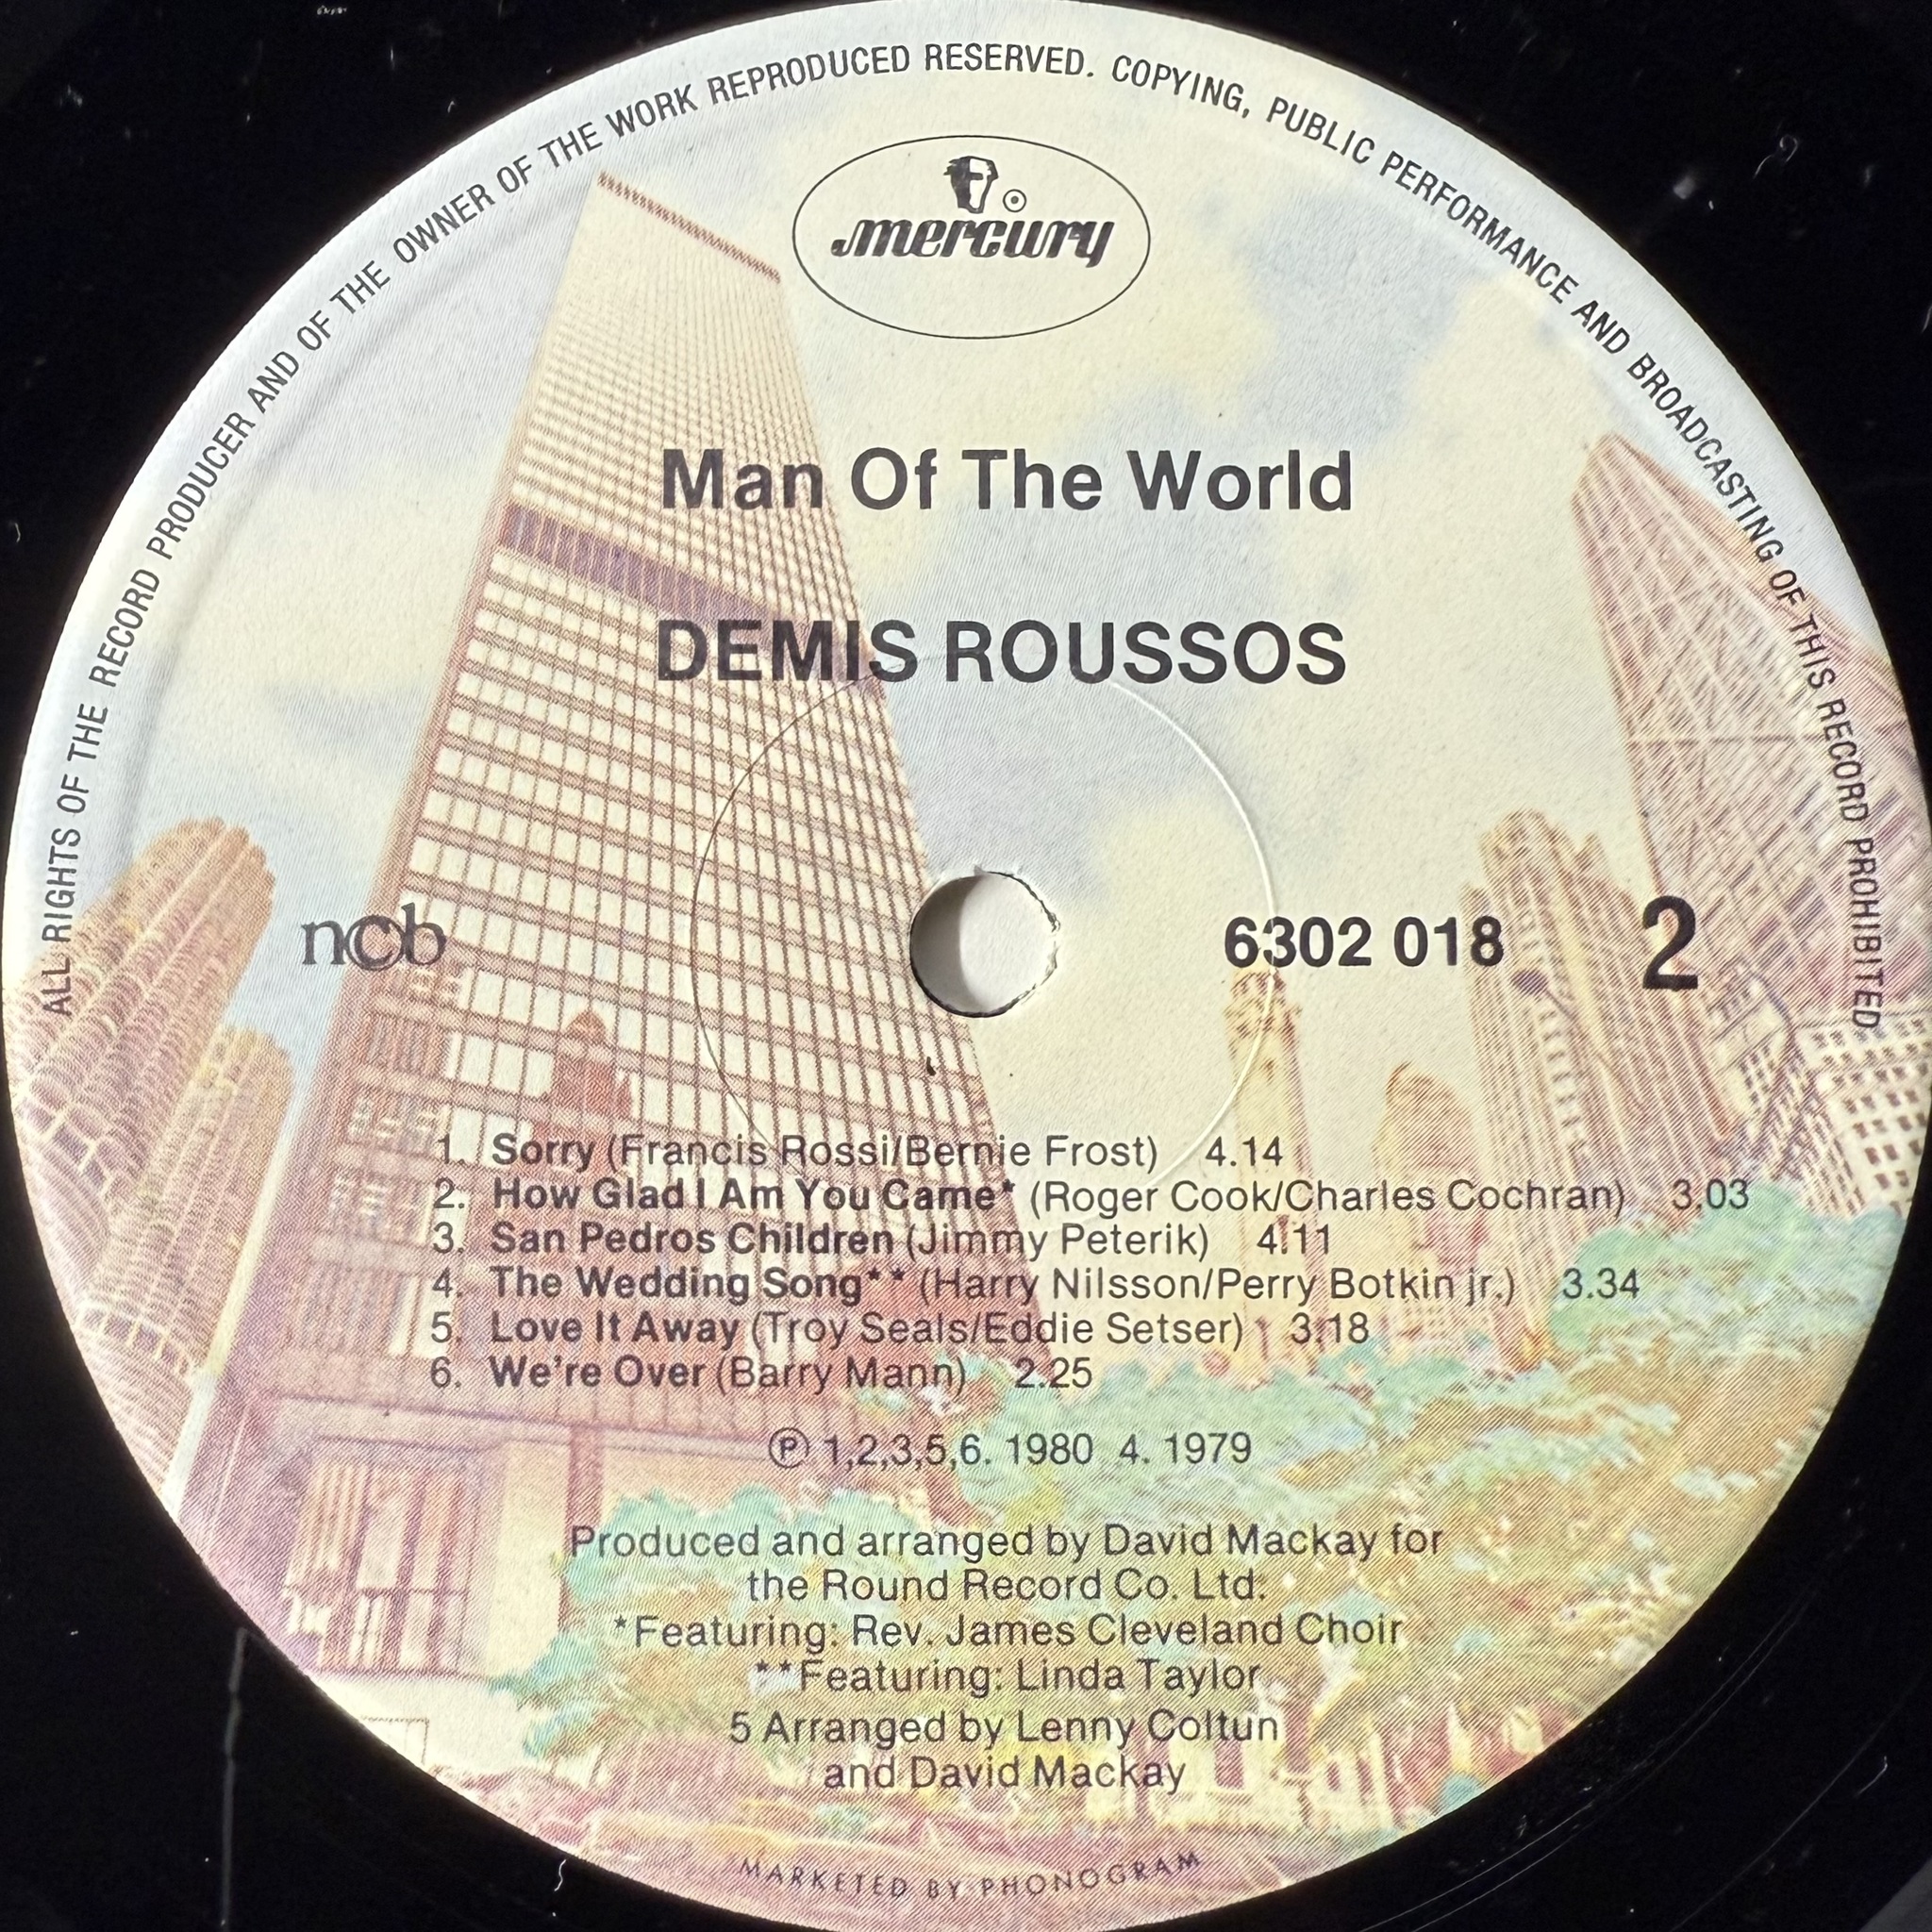 ALL RIGHTS OF THE RECORD PRODUCER AND OF THE OWNER OF THE WORK REPRODUCED RESERVED. COPYING, PUBLIC PERFORMANCE AND BROADCASTING OF THIS RECORD PROHIBITED
mercury
Man Of The World
DEMIS ROUSSOS
n©b
6302 018 2
1. Sorry (Francis Rossi/Bernie Frost) 4.14
2. How Glad I Am You Came* (Roger Cook/Charles Cochran) 3.03
3. San Pedros Children (Jimmy Peterik) 4.11
4. The Wedding Song** (Harry Nilsson/Perry Botkin jr.) 3.34
5. Love It Away (Troy Seals/Eddie Setser) 3.18
6. We're Over (Barry Mann) 2.25
℗ 1,2,3,5,6. 1980 4. 1979
Produced and arranged by David Mackay for
the Round Record Co. Ltd.
*Featuring: Rev. James Cleveland Choir
**Featuring: Linda Taylor
5 Arranged by Lenny Coltun
and David Mackay
MARKETED BY PHONOGRAM